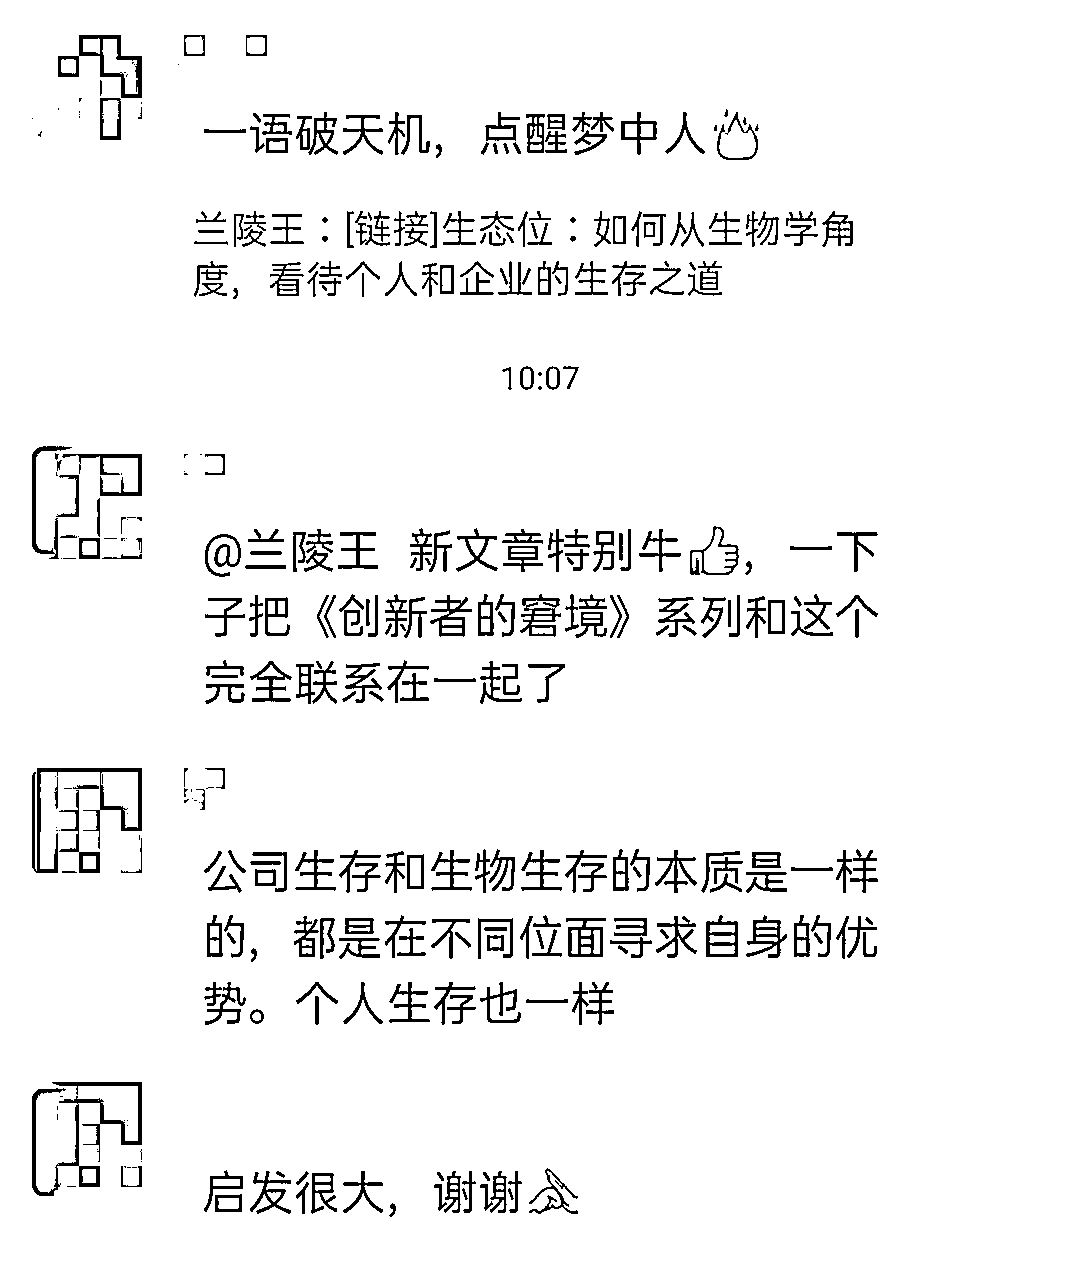 一语破天机，点醒梦中人🔥
兰陵王：[链接]生态位：如何从生物学角
度，看待个人和企业的生存之道
10:07
@兰陵王 新文章特别牛👍，一下
子把《创新者的窘境》系列和这个
完全联系在一起了
公司生存和生物生存的本质是一样
的，都是在不同位面寻求自身的优
势。个人生存也一样
启发很大，谢谢🙏